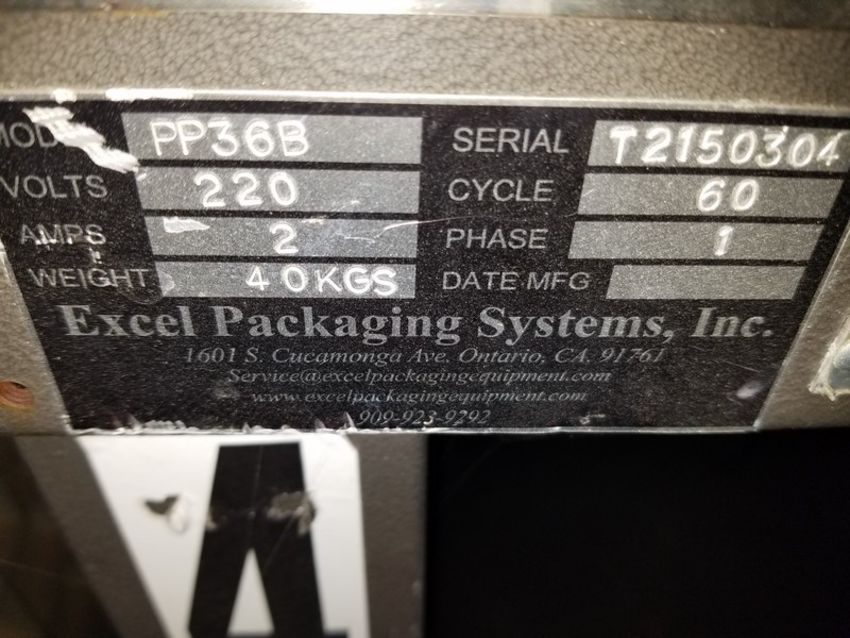 MODEL PP36B SERIAL T2150304
VOLTS 220 CYCLE 60
AMPS 2 PHASE 1
WEIGHT 40KGS DATE MFG
Excel Packaging Systems, Inc.
1601 S. Cucamonga Ave. Ontario, CA. 91761
Service@excelpackagingequipment.com
www.excelpackagingequipment.com
909-923-9292
A